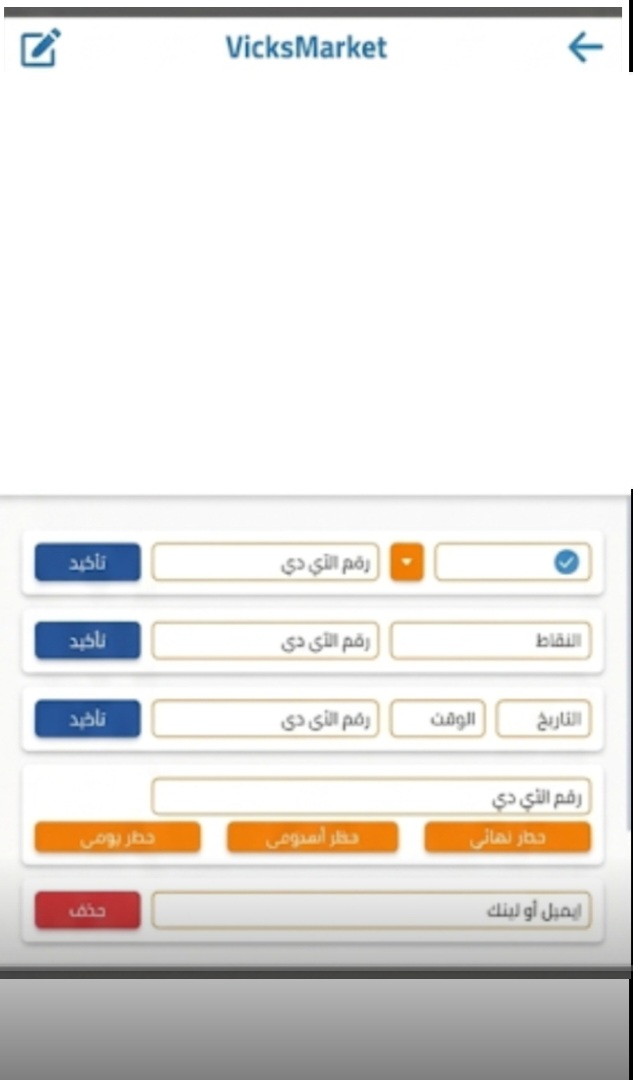 VicksMarket
رقم الآي دي تأكيد
النقاط رقم الآي دي تأكيد
التاريخ الوقت رقم الآي دي تأكيد
رقم الآي دي
حظر نهائي حظر أسبوعي حظر يومي
ايميل أو لينك حذف